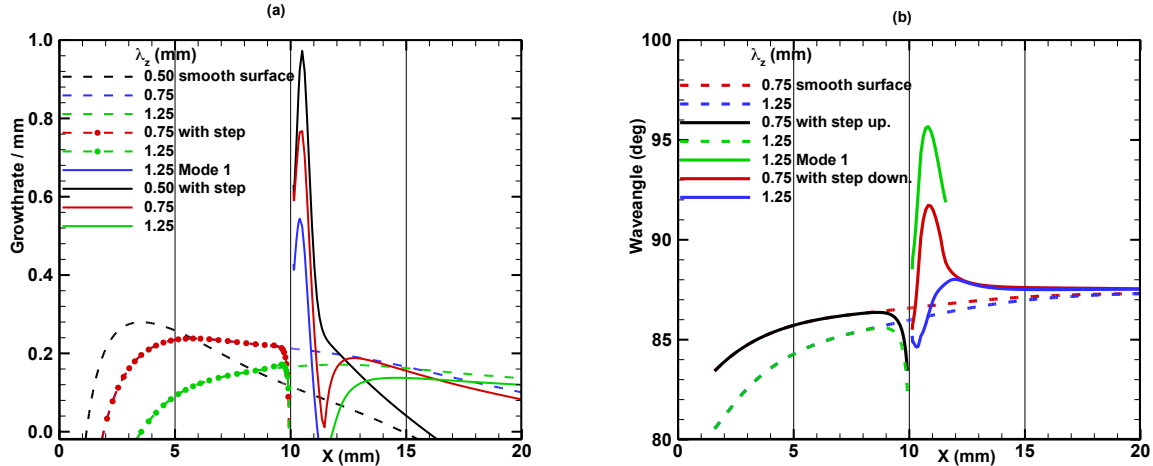 (a)
1.0
0.8
0.6
0.4
0.2
0.0
Growthrate / mm
λz (mm)
0.50 smooth surface
0.75
1.25
0.75 with step
1.25
1.25 Mode 1
0.50 with step
0.75
1.25
0 5 10 15 20
X (mm)
(b)
100
95
90
85
80
Waveangle (deg)
λz (mm)
0.75 smooth surface
1.25
0.75 with step up.
1.25
1.25 Mode 1
0.75 with step down.
1.25
0 5 10 15 20
X (mm)